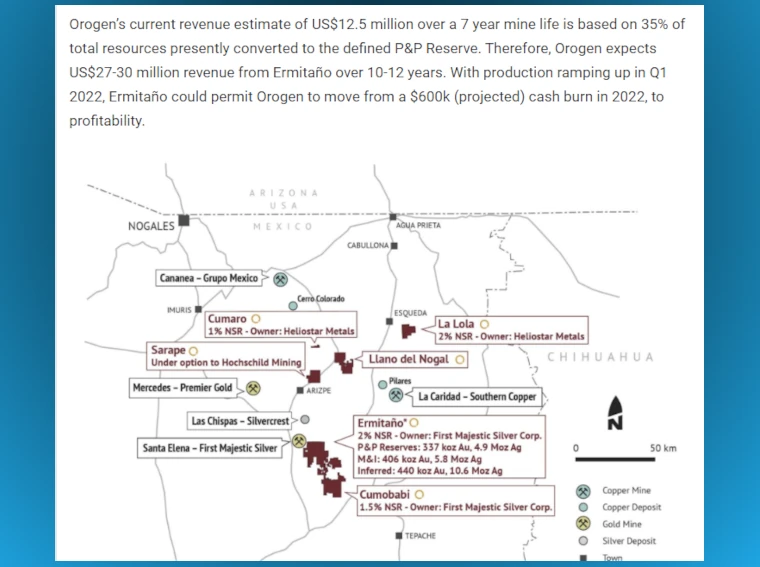 Orogen's current revenue estimate of US$12.5 million over a 7 year mine life is based on 35% of
total resources presently converted to the defined P&P Reserve. Therefore, Orogen expects
US$27-30 million revenue from Ermitaño over 10-12 years. With production ramping up in Q1
2022, Ermitaño could permit Orogen to move from a $600k (projected) cash burn in 2022, to
profitability.
ARIZONA
USA
MEXICO
NOGALES
AGUA PRIETA
CABULLONA
Cananea – Grupo Mexico
Cerro Colorado
IMURIS
ESQUEDA
Cumaro
1% NSR - Owner: Heliostar Metals
La Lola
2% NSR - Owner: Heliostar Metals
Sarape
Under option to Hochschild Mining
Llano del Nogal
CHIHUAHUA
Mercedes – Premier Gold
ARIZPE
Pilares
La Caridad – Southern Copper
Las Chispas – Silvercrest
Ermitaño*
2% NSR - Owner: First Majestic Silver Corp.
P&P Reserves: 337 koz Au, 4.9 Moz Ag
M&I: 406 koz Au, 5.8 Moz Ag
Inferred: 440 koz Au, 10.6 Moz Ag
Santa Elena – First Majestic Silver
N
0 50 km
Cumobabi
1.5% NSR - Owner: First Majestic Silver Corp.
TEPACHE
Copper Mine
Copper Deposit
Gold Mine
Silver Deposit
Town